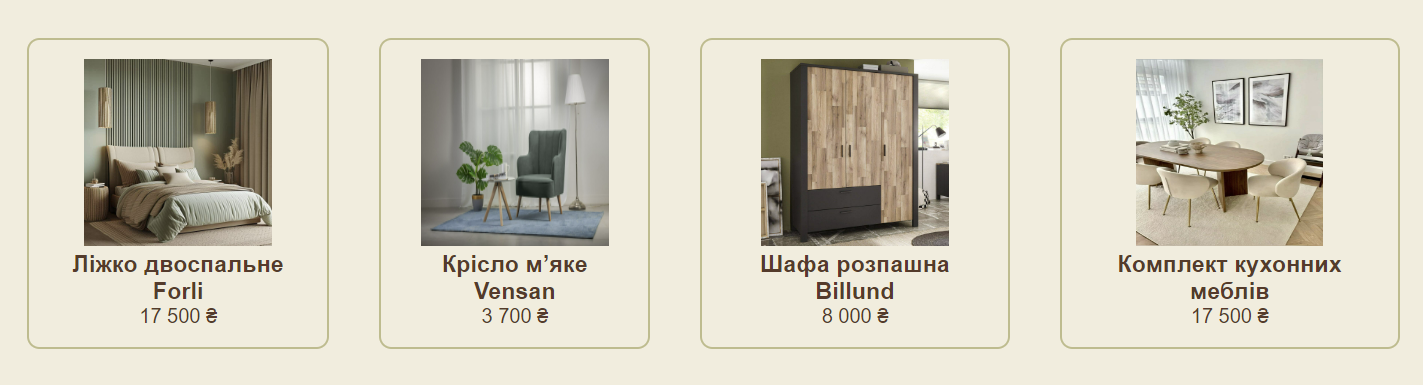 Ліжко двоспальне
Forli
17 500 ₴
Крісло м’яке
Vensan
3 700 ₴
Шафа розпашна
Billund
8 000 ₴
Комплект кухонних
меблів
17 500 ₴